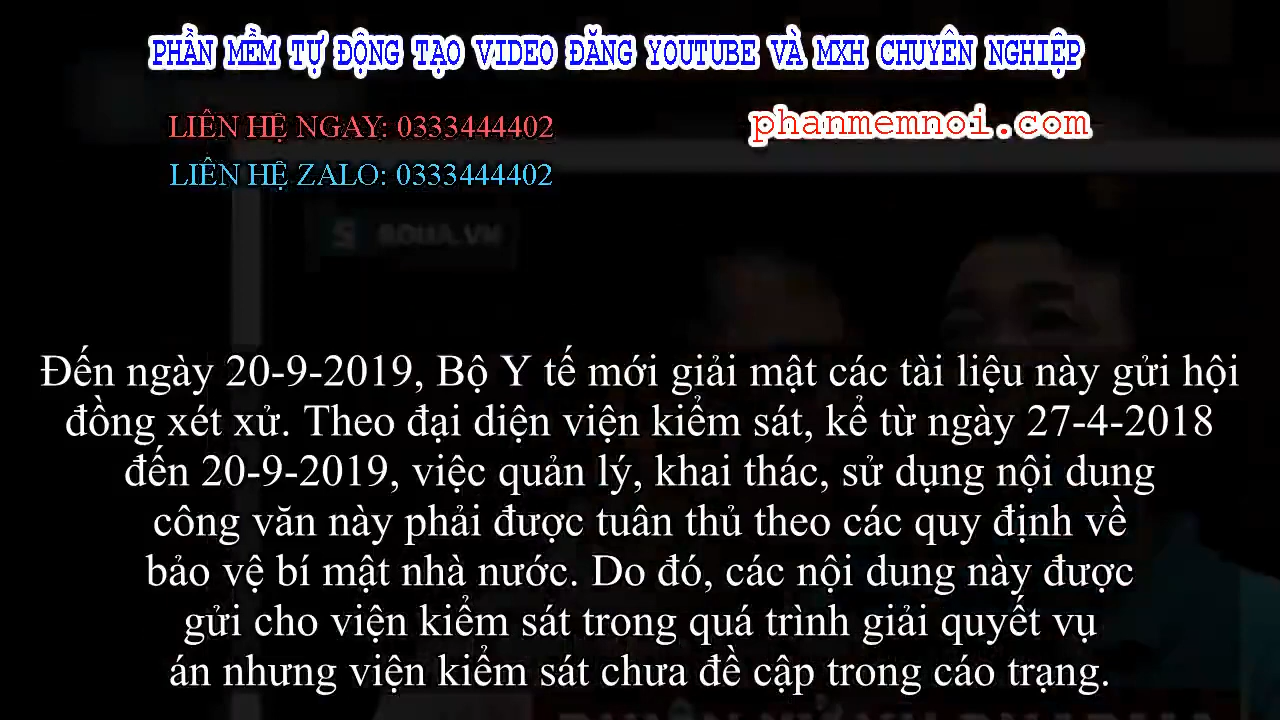 PHẦN MỀM TỰ ĐỘNG TẠO VIDEO ĐĂNG YOUTUBE VÀ MXH CHUYÊN NGHIỆP
LIÊN HỆ NGAY: 0333444402
phanmemnoi.com
LIÊN HỆ ZALO: 0333444402
Đến ngày 20-9-2019, Bộ Y tế mới giải mật các tài liệu này gửi hội
đồng xét xử. Theo đại diện viện kiểm sát, kể từ ngày 27-4-2018
đến 20-9-2019, việc quản lý, khai thác, sử dụng nội dung
công văn này phải được tuân thủ theo các quy định về
bảo vệ bí mật nhà nước. Do đó, các nội dung này được
gửi cho viện kiểm sát trong quá trình giải quyết vụ
án nhưng viện kiểm sát chưa đề cập trong cáo trạng.